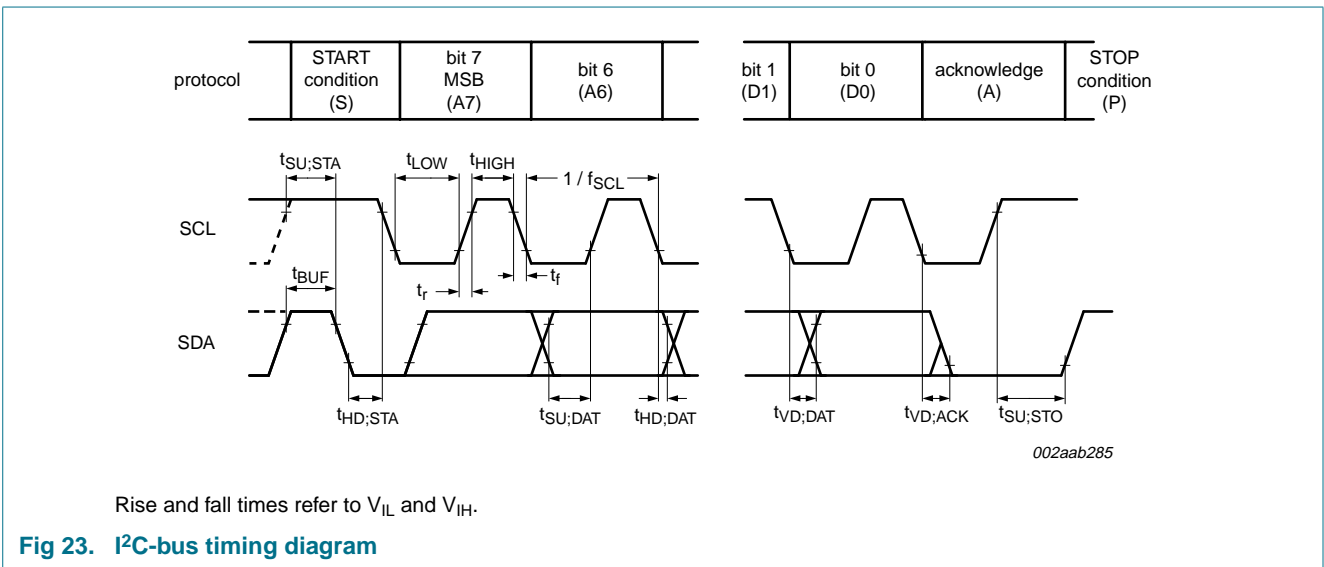 protocol
START
condition
(S)
bit 7
MSB
(A7)
bit 6
(A6)
bit 1
(D1)
bit 0
(D0)
acknowledge
(A)
STOP
condition
(P)
tSU;STA
tLOW
tHIGH
1 / fSCL
SCL
tBUF
tr
tf
SDA
tHD;STA
tSU;DAT
tHD;DAT
tVD;DAT
tVD;ACK
tSU;STO
002aab285
Rise and fall times refer to VIL and VIH.
Fig 23. I²C-bus timing diagram